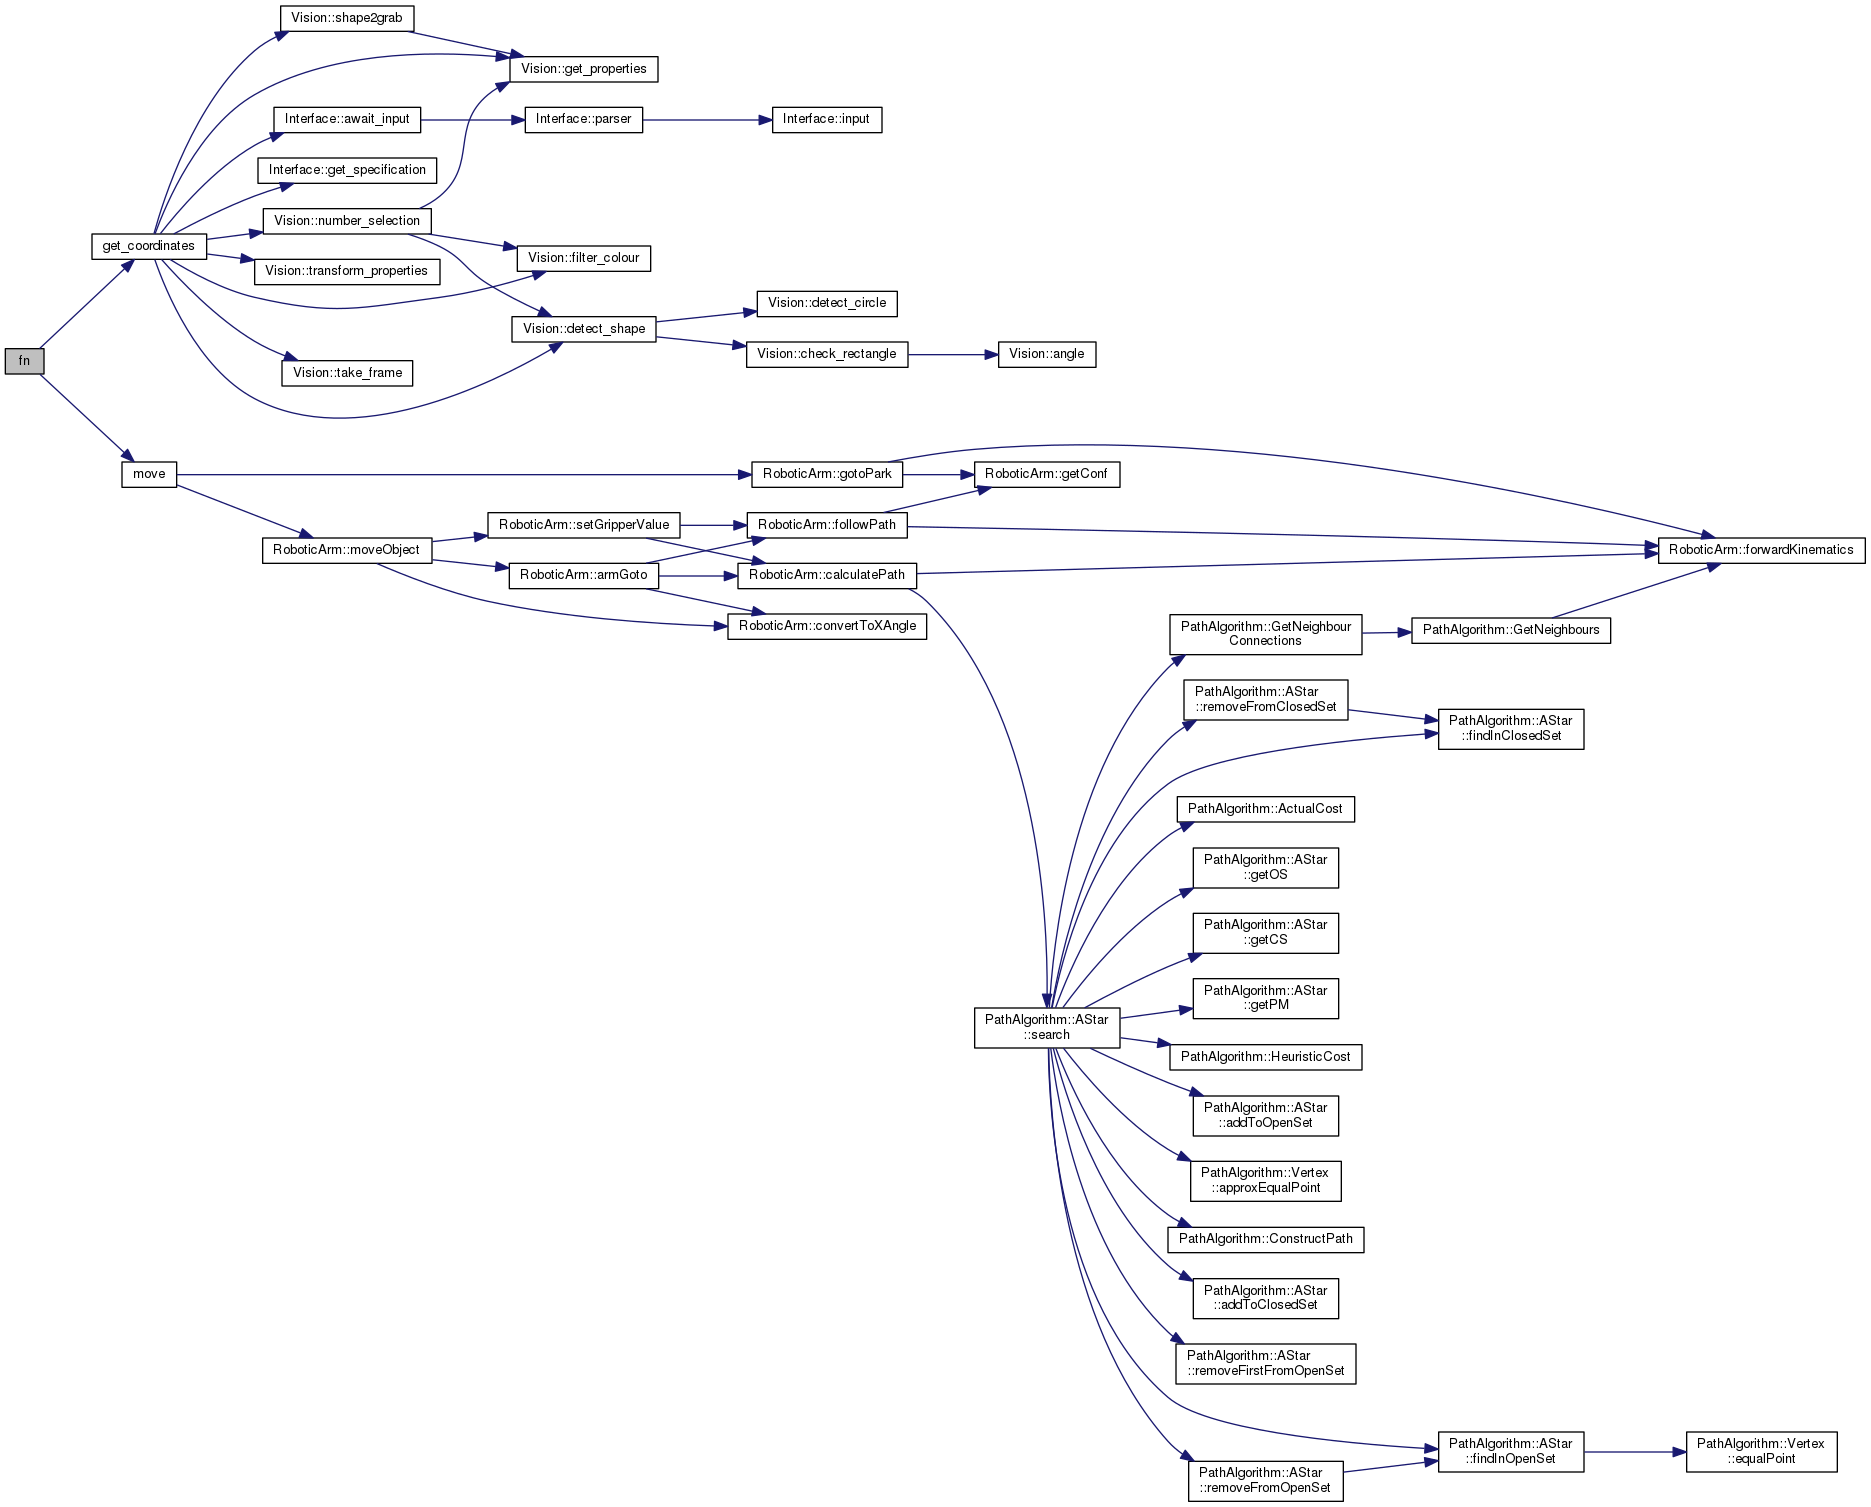 Vision::shape2grab
Vision::get_properties
Interface::await_input
Interface::parser
Interface::input
Interface::get_specification
Vision::number_selection
get_coordinates
Vision::filter_colour
Vision::transform_properties
Vision::detect_circle
Vision::detect_shape
Vision::check_rectangle
Vision::angle
fn
Vision::take_frame
move
RoboticArm::gotoPark
RoboticArm::getConf
RoboticArm::setGripperValue
RoboticArm::followPath
RoboticArm::moveObject
RoboticArm::forwardKinematics
RoboticArm::armGoto
RoboticArm::calculatePath
RoboticArm::convertToXAngle
PathAlgorithm::GetNeighbour
Connections
PathAlgorithm::GetNeighbours
PathAlgorithm::AStar
::removeFromClosedSet
PathAlgorithm::AStar
::findInClosedSet
PathAlgorithm::ActualCost
PathAlgorithm::AStar
::getOS
PathAlgorithm::AStar
::getCS
PathAlgorithm::AStar
::getPM
PathAlgorithm::AStar
::search
PathAlgorithm::HeuristicCost
PathAlgorithm::AStar
::addToOpenSet
PathAlgorithm::Vertex
::approxEqualPoint
PathAlgorithm::ConstructPath
PathAlgorithm::AStar
::addToClosedSet
PathAlgorithm::AStar
::removeFirstFromOpenSet
PathAlgorithm::AStar
::findInOpenSet
PathAlgorithm::Vertex
::equalPoint
PathAlgorithm::AStar
::removeFromOpenSet